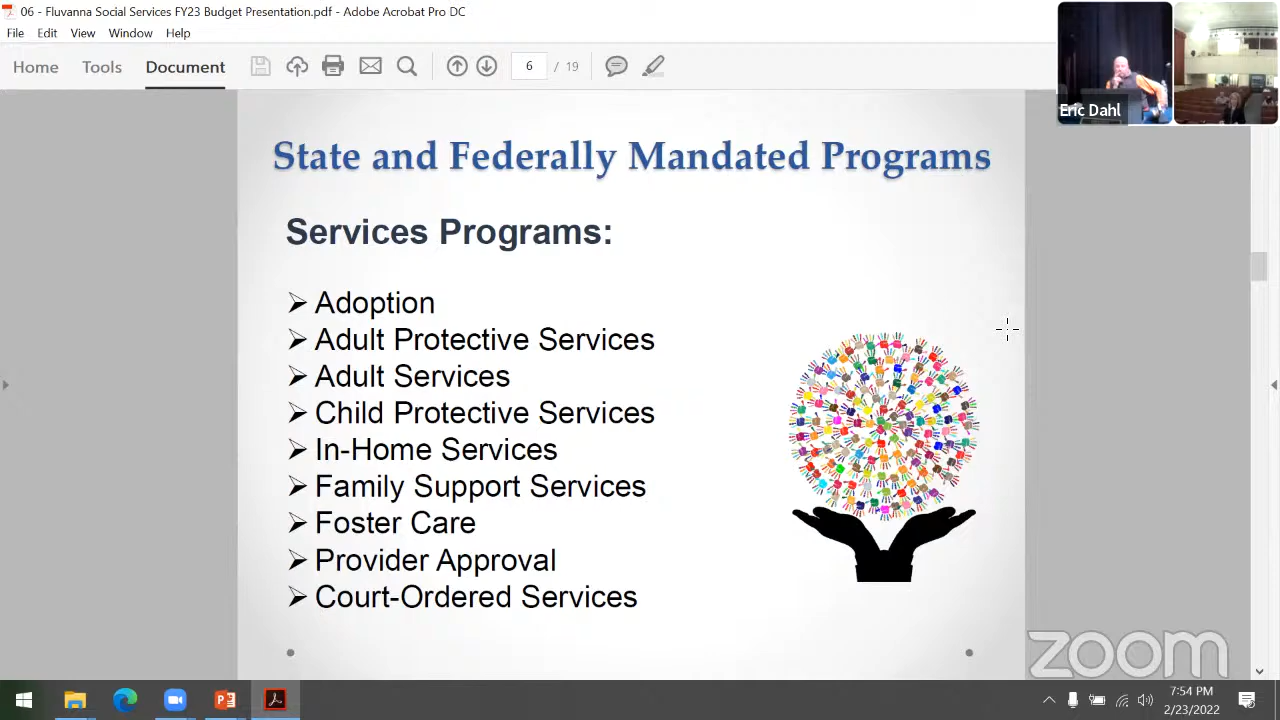 06 - Fluvanna Social Services FY23 Budget Presentation.pdf - Adobe Acrobat Pro DC
File Edit View Window Help
Home Tools Document 6 / 19
Eric Dahl
State and Federally Mandated Programs
Services Programs:
Adoption
Adult Protective Services
Adult Services
Child Protective Services
In-Home Services
Family Support Services
Foster Care
Provider Approval
Court-Ordered Services
zoom
7:54 PM
2/23/2022